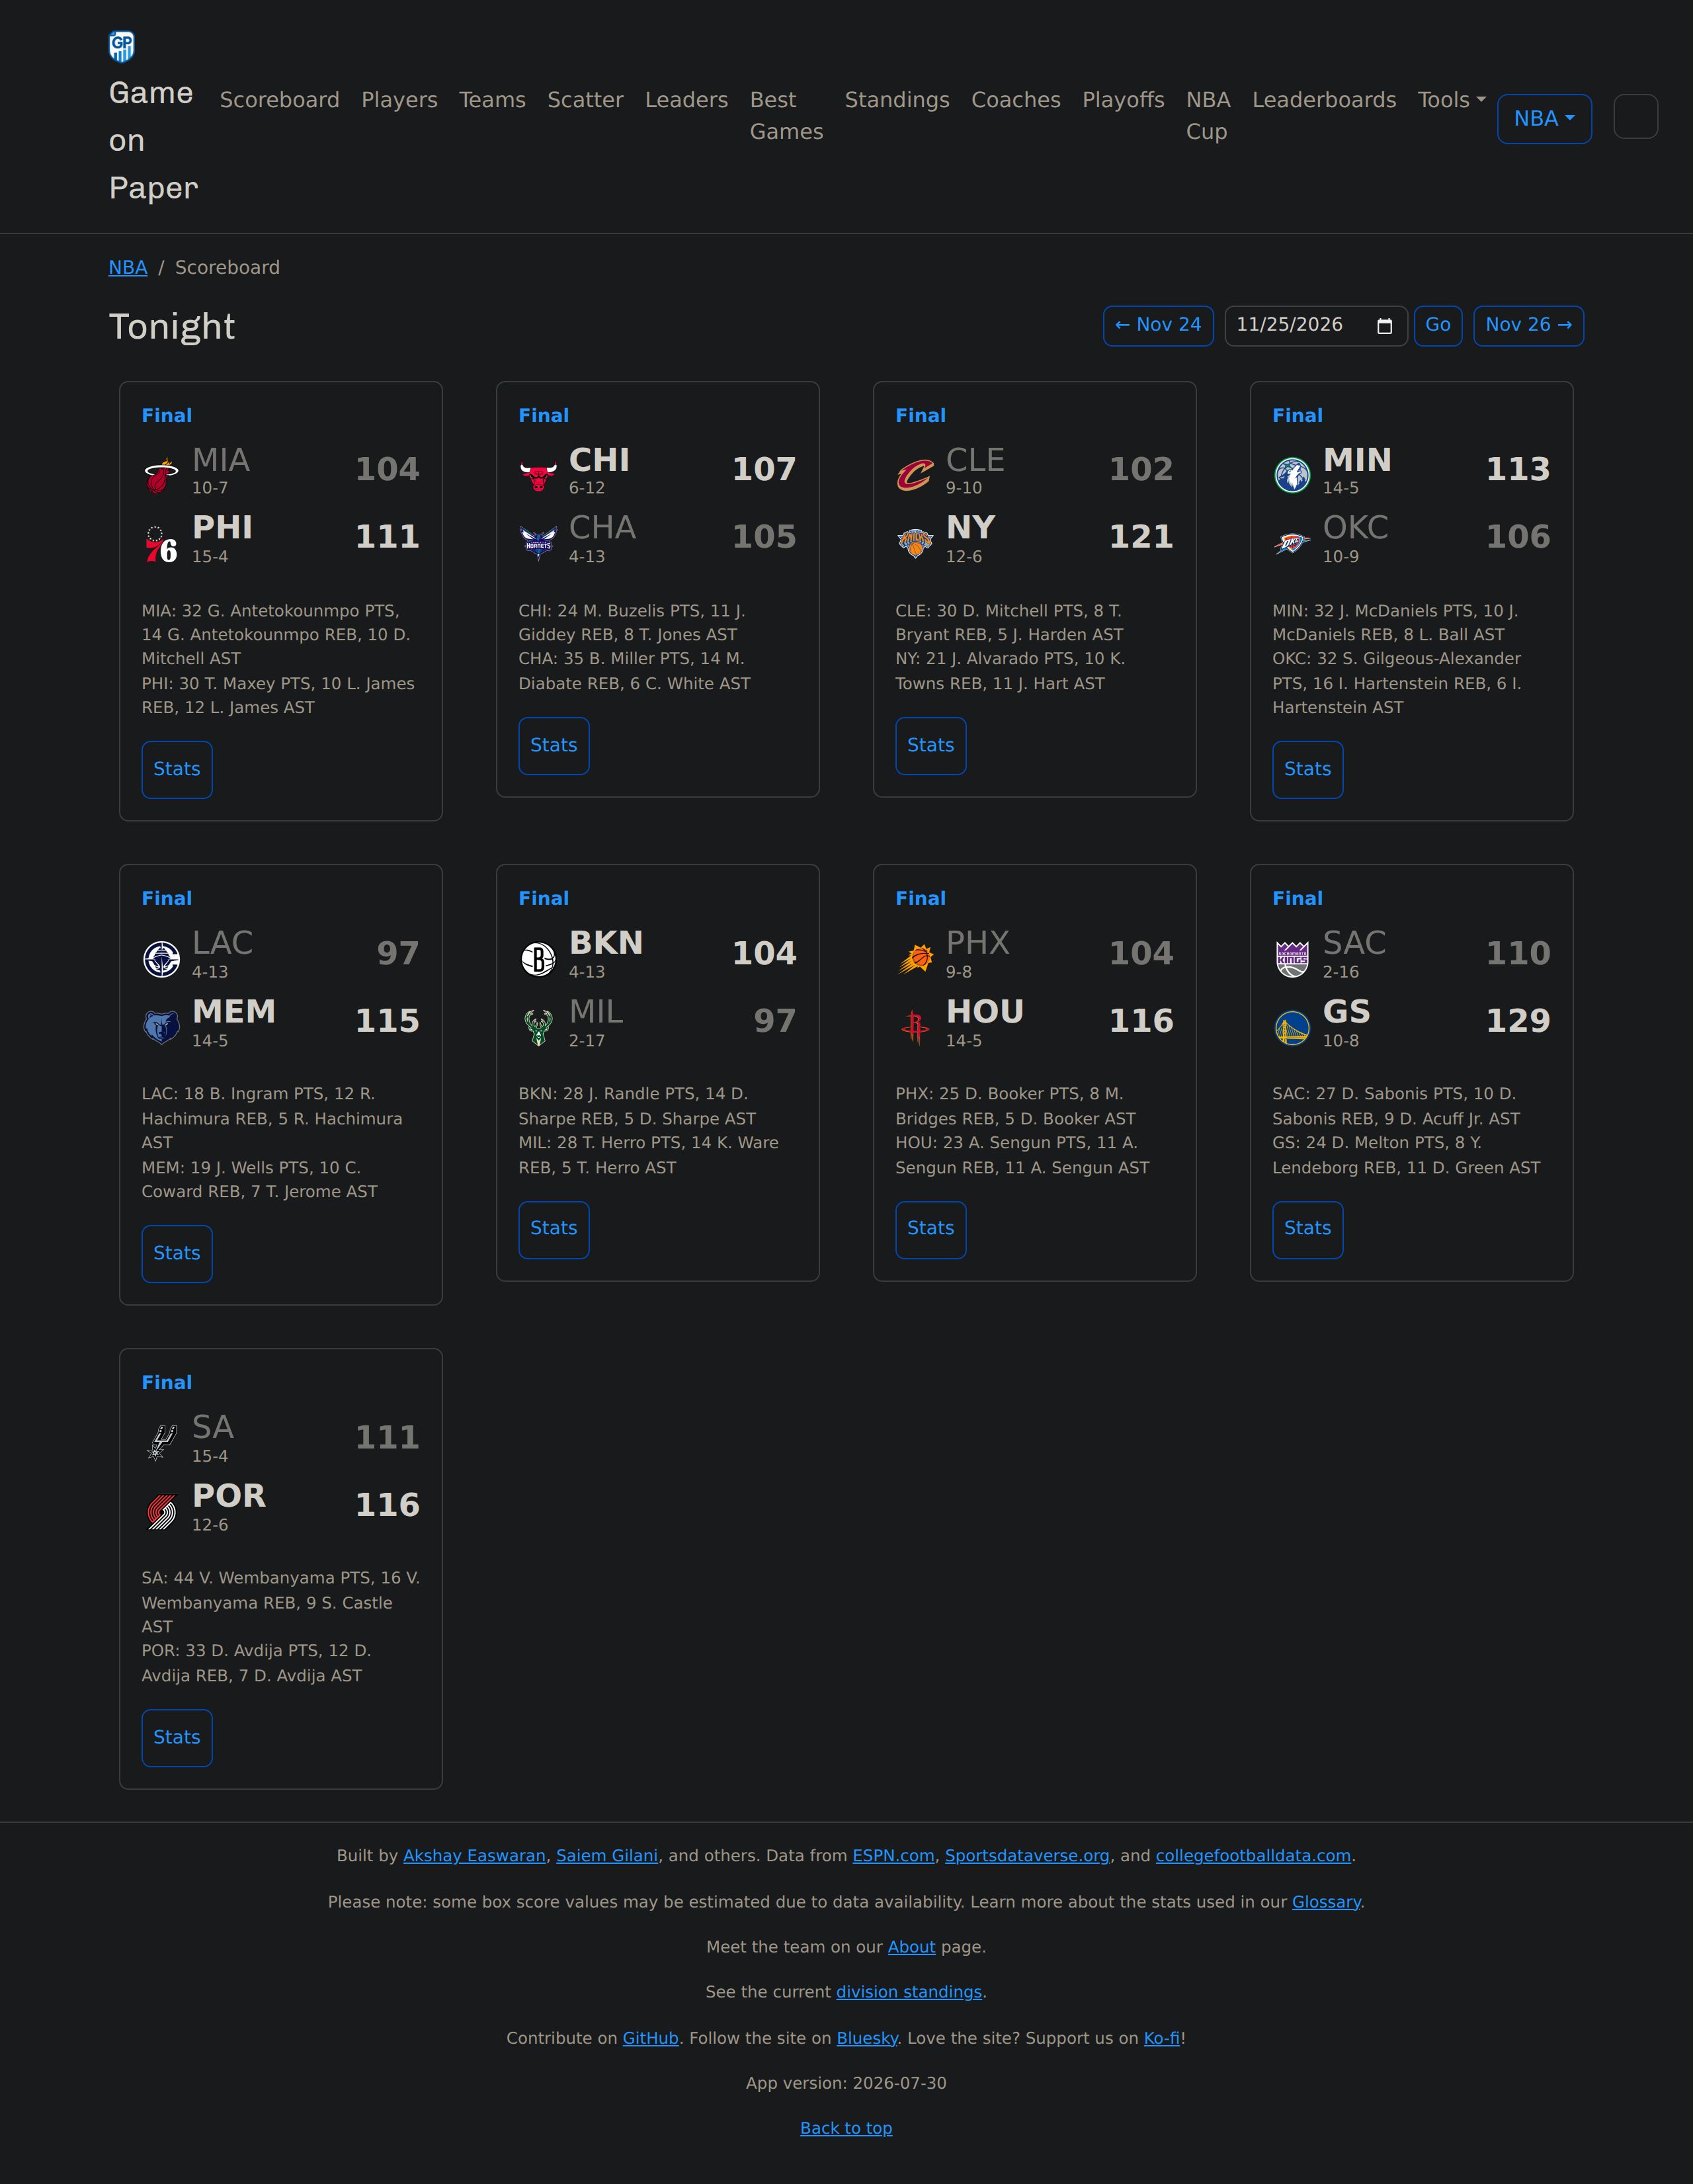 GP
Game
on
Paper
Scoreboard Players Teams Scatter Leaders Best Games Standings Coaches Playoffs NBA Cup Leaderboards Tools
NBA
NBA / Scoreboard
Tonight
← Nov 24 11/25/2026 Go Nov 26 →
Final
MIA 104
10-7
PHI 111
15-4
MIA: 32 G. Antetokounmpo PTS,
14 G. Antetokounmpo REB, 10 D.
Mitchell AST
PHI: 30 T. Maxey PTS, 10 L. James
REB, 12 L. James AST
Stats
Final
CHI 107
6-12
CHA 105
4-13
CHI: 24 M. Buzelis PTS, 11 J.
Giddey REB, 8 T. Jones AST
CHA: 35 B. Miller PTS, 14 M.
Diabate REB, 6 C. White AST
Stats
Final
CLE 102
9-10
NY 121
12-6
CLE: 30 D. Mitchell PTS, 8 T.
Bryant REB, 5 J. Harden AST
NY: 21 J. Alvarado PTS, 10 K.
Towns REB, 11 J. Hart AST
Stats
Final
MIN 113
14-5
OKC 106
10-9
MIN: 32 J. McDaniels PTS, 10 J.
McDaniels REB, 8 L. Ball AST
OKC: 32 S. Gilgeous-Alexander
PTS, 16 I. Hartenstein REB, 6 I.
Hartenstein AST
Stats
Final
LAC 97
4-13
MEM 115
14-5
LAC: 18 B. Ingram PTS, 12 R.
Hachimura REB, 5 R. Hachimura
AST
MEM: 19 J. Wells PTS, 10 C.
Coward REB, 7 T. Jerome AST
Stats
Final
BKN 104
4-13
MIL 97
2-17
BKN: 28 J. Randle PTS, 14 D.
Sharpe REB, 5 D. Sharpe AST
MIL: 28 T. Herro PTS, 14 K. Ware
REB, 5 T. Herro AST
Stats
Final
PHX 104
9-8
HOU 116
14-5
PHX: 25 D. Booker PTS, 8 M.
Bridges REB, 5 D. Booker AST
HOU: 23 A. Sengun PTS, 11 A.
Sengun REB, 11 A. Sengun AST
Stats
Final
SAC 110
2-16
GS 129
10-8
SAC: 27 D. Sabonis PTS, 10 D.
Sabonis REB, 9 D. Acuff Jr. AST
GS: 24 D. Melton PTS, 8 Y.
Lendeborg REB, 11 D. Green AST
Stats
Final
SA 111
15-4
POR 116
12-6
SA: 44 V. Wembanyama PTS, 16 V.
Wembanyama REB, 9 S. Castle
AST
POR: 33 D. Avdija PTS, 12 D.
Avdija REB, 7 D. Avdija AST
Stats
Built by Akshay Easwaran, Saiem Gilani, and others. Data from ESPN.com, Sportsdataverse.org, and collegefootballdata.com.
Please note: some box score values may be estimated due to data availability. Learn more about the stats used in our Glossary.
Meet the team on our About page.
See the current division standings.
Contribute on GitHub. Follow the site on Bluesky. Love the site? Support us on Ko-fi!
App version: 2026-07-30
Back to top